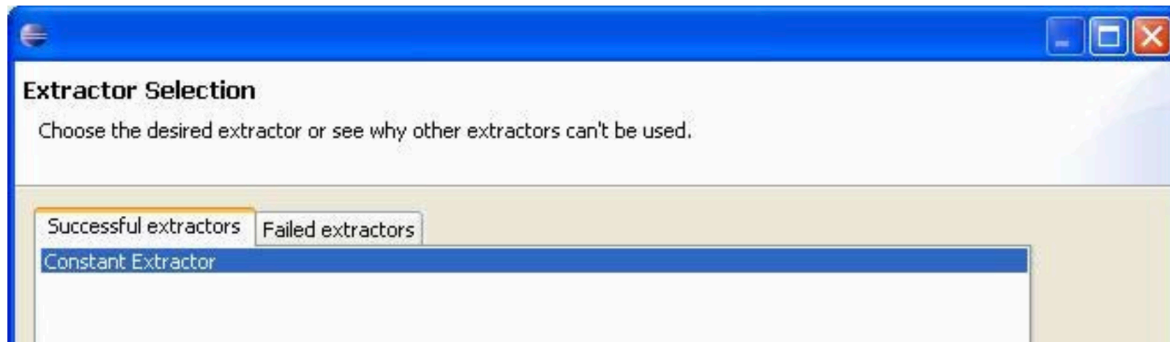 Extractor Selection
Choose the desired extractor or see why other extractors can't be used.
Successful extractors Failed extractors
Constant Extractor